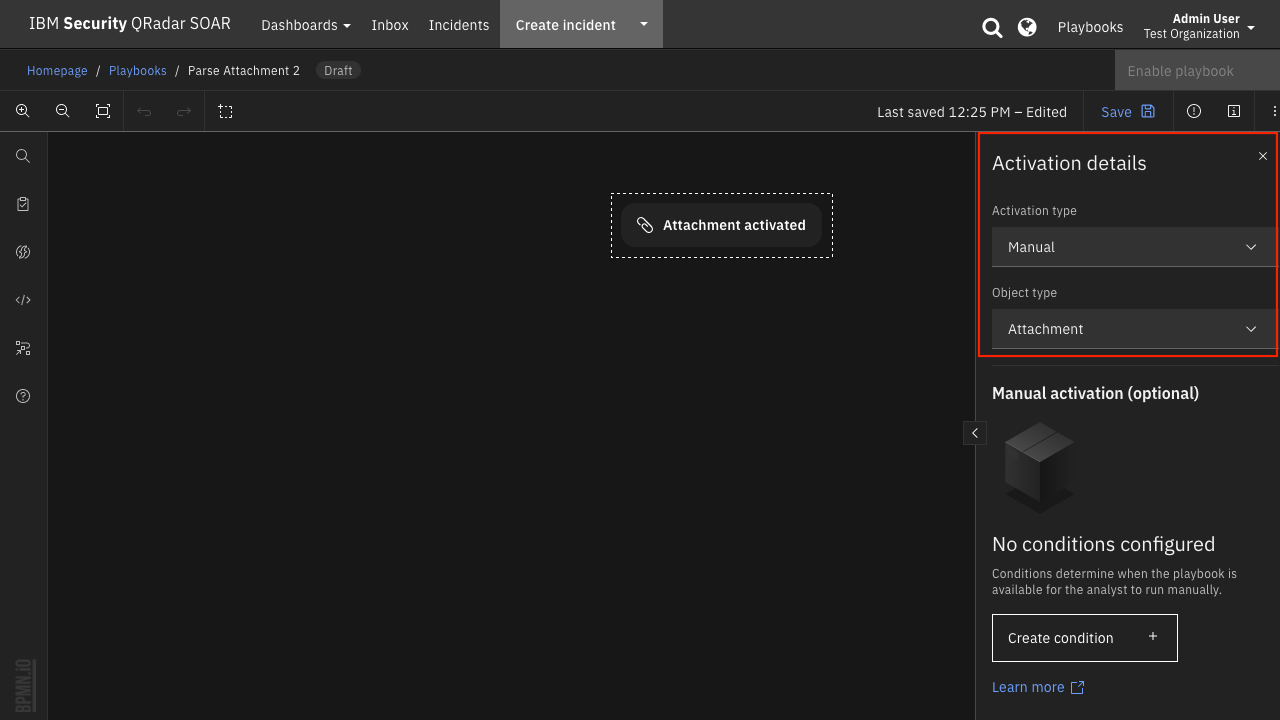 IBM Security QRadar SOAR
Dashboards
Inbox
Incidents
Create incident
Playbooks
Admin User
Test Organization
Homepage / Playbooks / Parse Attachment 2
Draft
Enable playbook
Last saved 12:25 PM – Edited
Save
Attachment activated
Activation details
Activation type
Manual
Object type
Attachment
Manual activation (optional)
No conditions configured
Conditions determine when the playbook is
available for the analyst to run manually.
Create condition +
Learn more
BPMN.iO